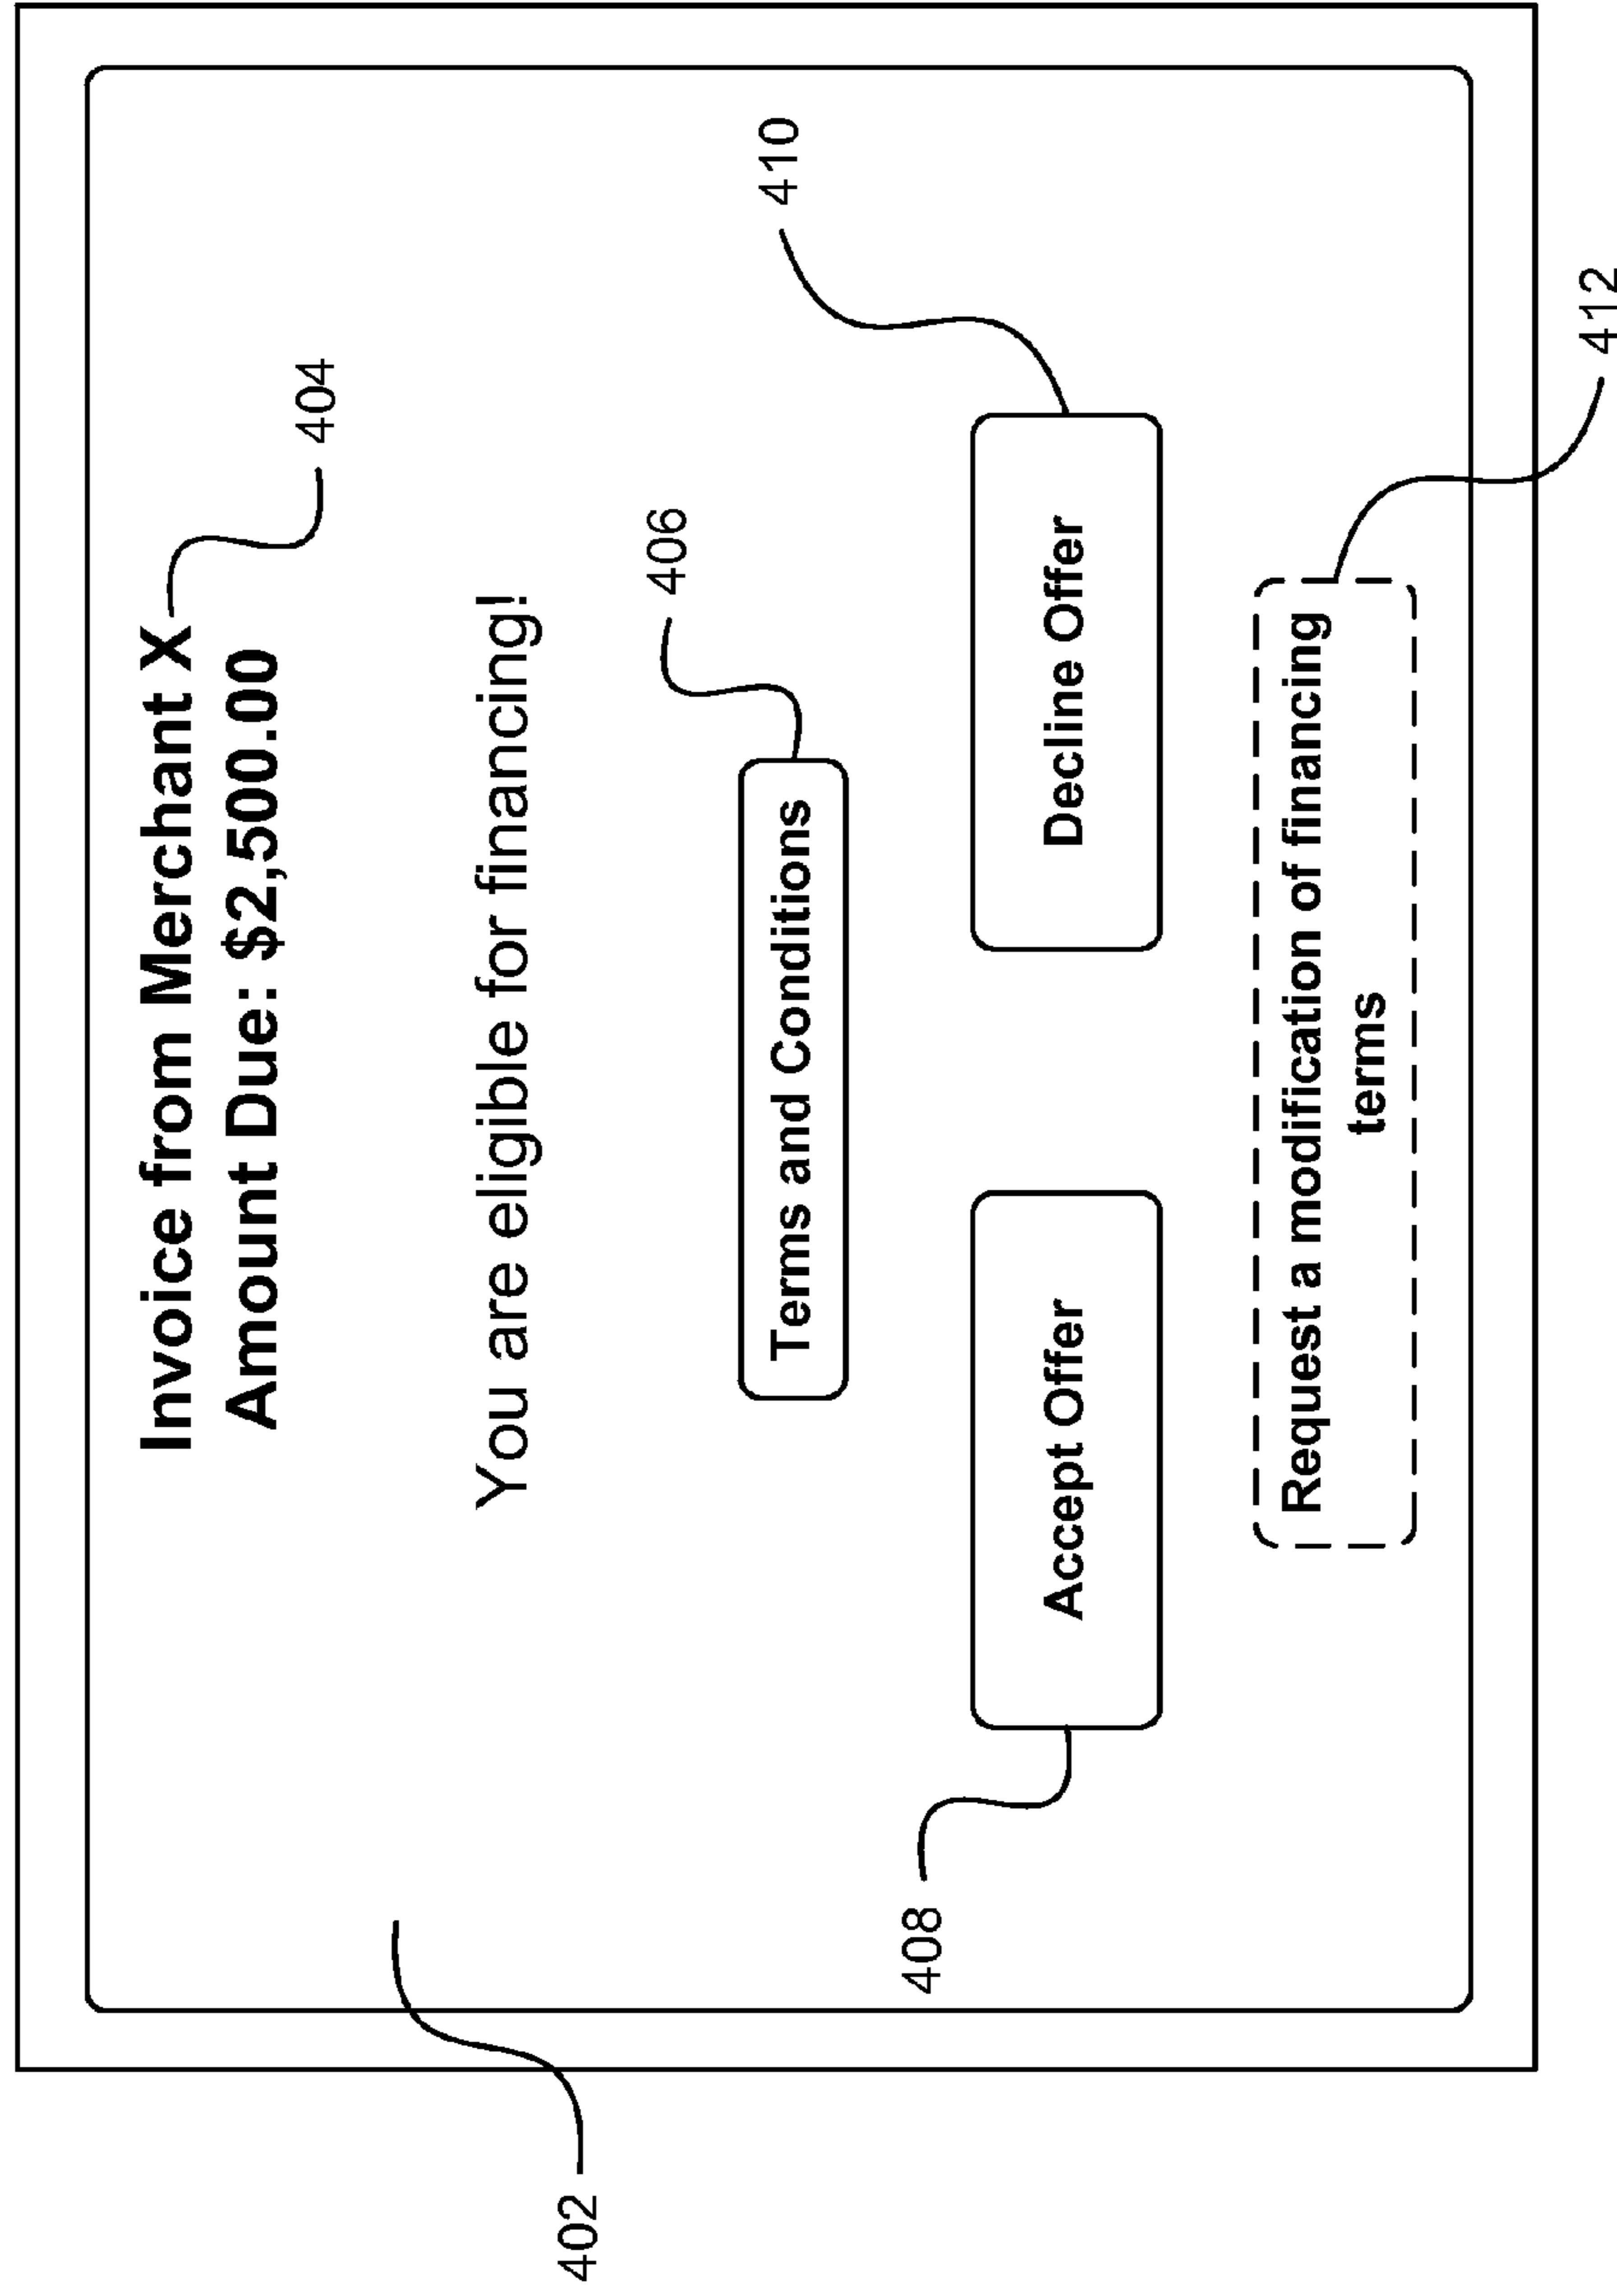 Invoice from Merchant X
404
Amount Due: $2,500.00
402
You are eligible for financing!
406
Terms and Conditions
410
408
Accept Offer
Decline Offer
Request a modification of financing
terms
412